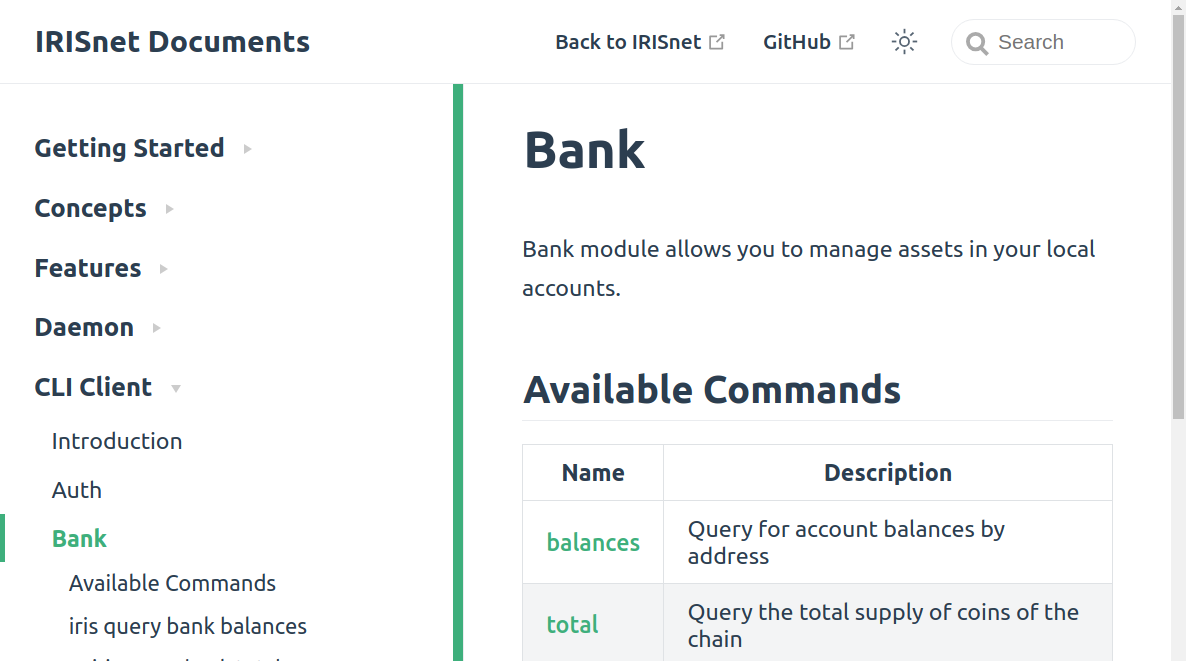 IRISnet Documents
Back to IRISnet
GitHub
Search
Getting Started
Concepts
Features
Daemon
CLI Client
Introduction
Auth
Bank
Available Commands
iris query bank balances
Bank
Bank module allows you to manage assets in your local
accounts.
Available Commands
Name Description
balances Query for account balances by
address
total Query the total supply of coins of the
chain